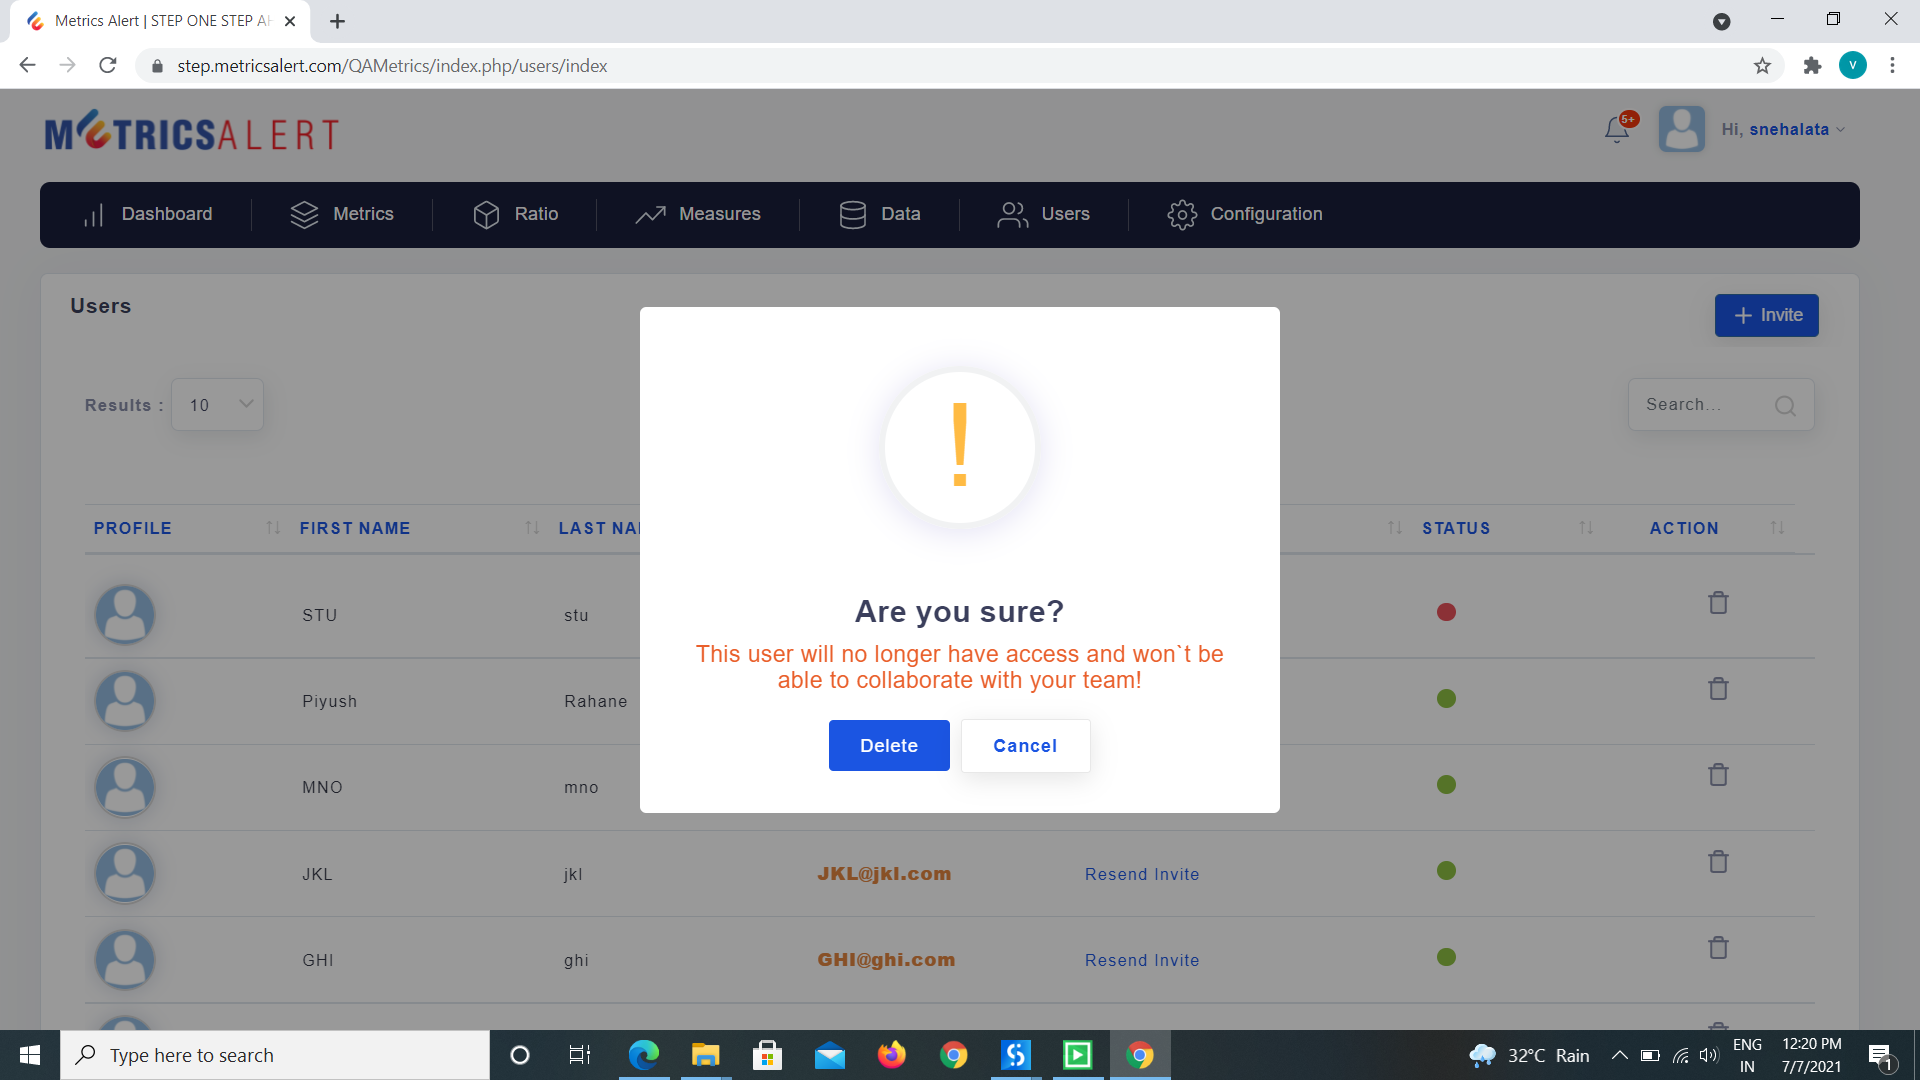 Metrics Alert | STEP ONE STEP AH
step.metricsalert.com/QAMetrics/index.php/users/index
V
METRICSALERT
5+
Hi, snehalata
Dashboard
Metrics
Ratio
Measures
Data
Users
Configuration
Users
Invite
Results :
10
Search...
PROFILE
FIRST NAME
LAST NA
STATUS
ACTION
STU stu
Piyush Rahane
MNO mno
JKL jkl JKL@jkl.com Resend Invite
GHI ghi GHI@ghi.com Resend Invite
!
Are you sure?
This user will no longer have access and won`t be
able to collaborate with your team!
Delete
Cancel
Type here to search
32°C Rain
ENG
IN
12:20 PM
7/7/2021
1